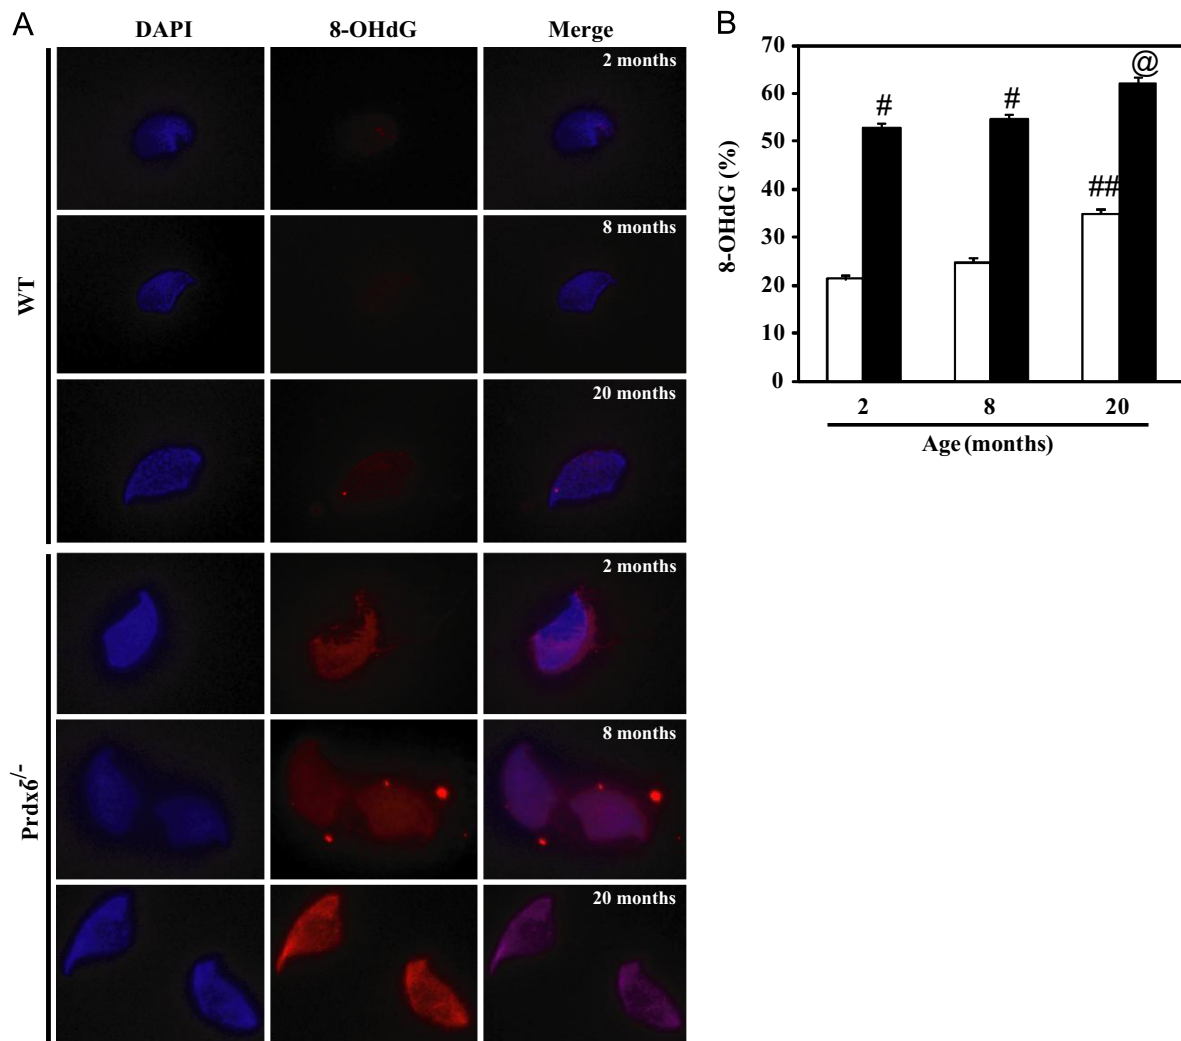 A
DAPI 8-OHdG Merge
2 months
8 months
20 months
WT
2 months
8 months
20 months
Prdx6-/-
B
8-OHdG (%)
70
60
50
40
30
20
10
0
# # @
##
2 8 20
Age (months)